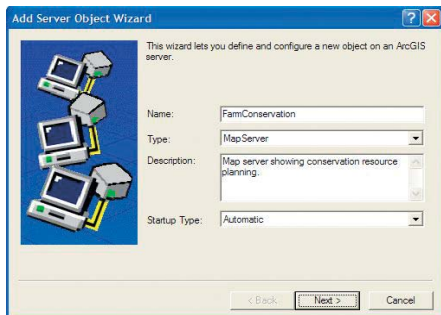 Add Server Object Wizard
This wizard lets you define and configure a new object on an ArcGIS
server.
Name: FarmConservation
Type: MapServer
Description: Map server showing conservation resource
planning.
Startup Type: Automatic
< Back Next > Cancel